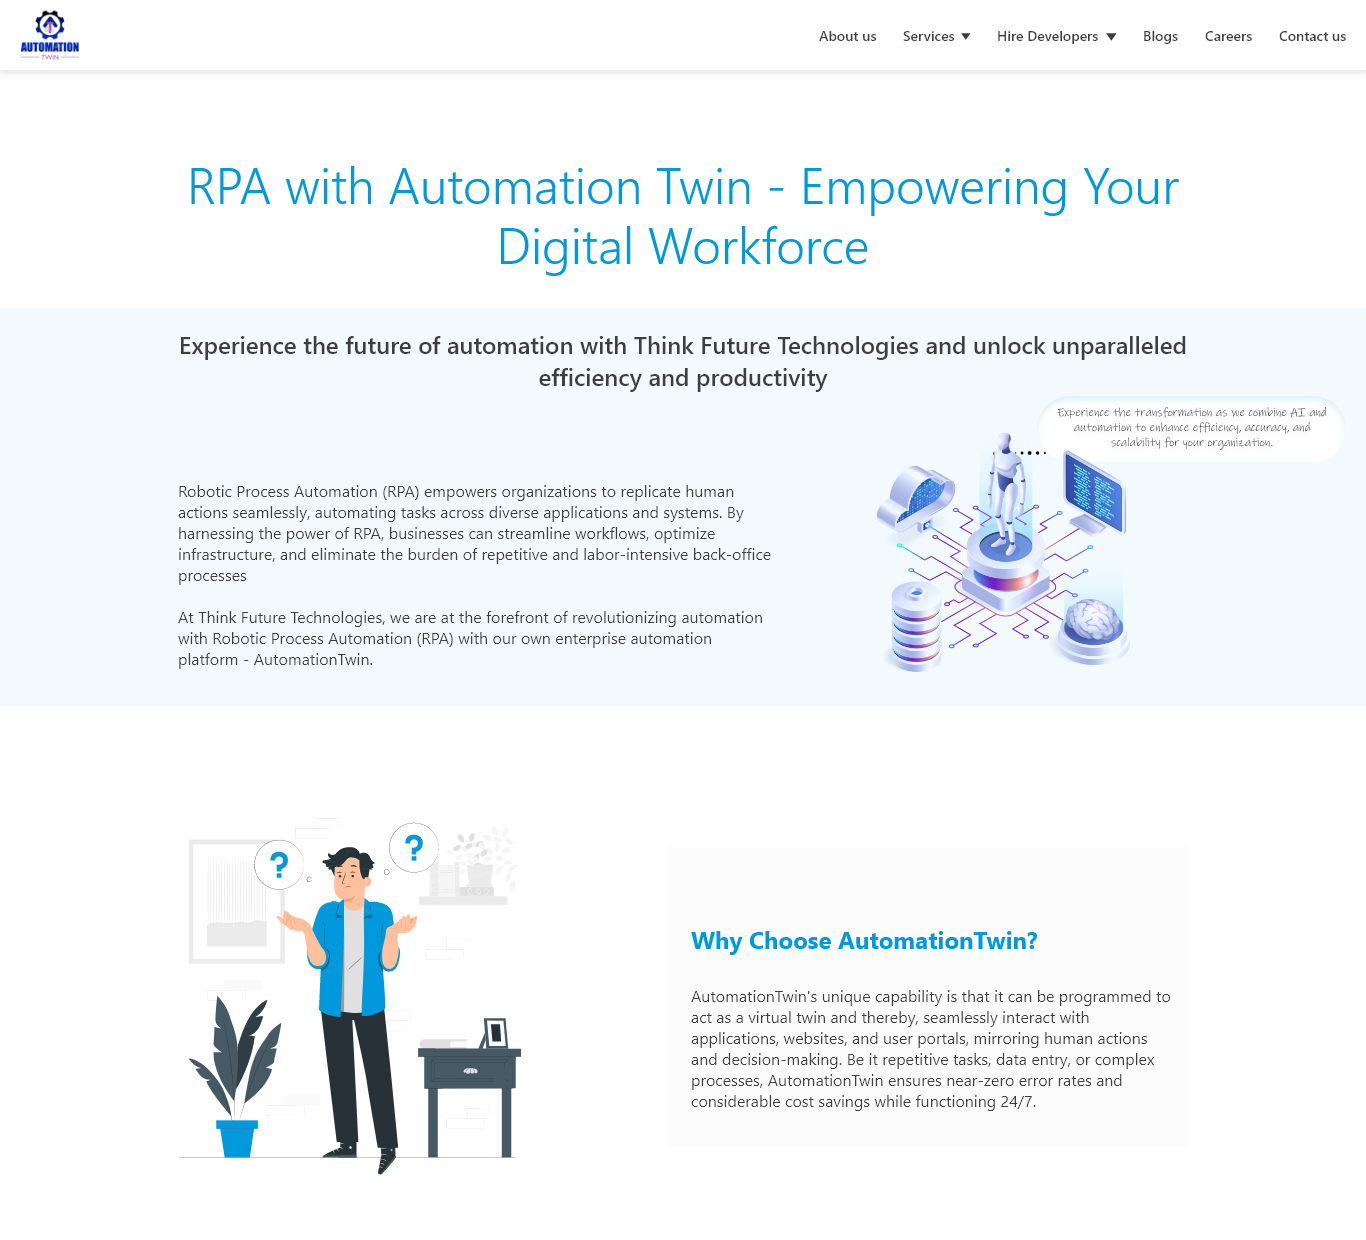 AUTOMATION
TWIN
About us Services Hire Developers Blogs Careers Contact us
RPA with Automation Twin - Empowering Your
Digital Workforce
Experience the future of automation with Think Future Technologies and unlock unparalleled
efficiency and productivity
Experience the transformation as we combine AI and
automation to enhance efficiency, accuracy, and
scalability for your organization.
Robotic Process Automation (RPA) empowers organizations to replicate human
actions seamlessly, automating tasks across diverse applications and systems. By
harnessing the power of RPA, businesses can streamline workflows, optimize
infrastructure, and eliminate the burden of repetitive and labor-intensive back-office
processes
At Think Future Technologies, we are at the forefront of revolutionizing automation
with Robotic Process Automation (RPA) with our own enterprise automation
platform - AutomationTwin.
? ?
Why Choose AutomationTwin?
AutomationTwin's unique capability is that it can be programmed to
act as a virtual twin and thereby, seamlessly interact with
applications, websites, and user portals, mirroring human actions
and decision-making. Be it repetitive tasks, data entry, or complex
processes, AutomationTwin ensures near-zero error rates and
considerable cost savings while functioning 24/7.